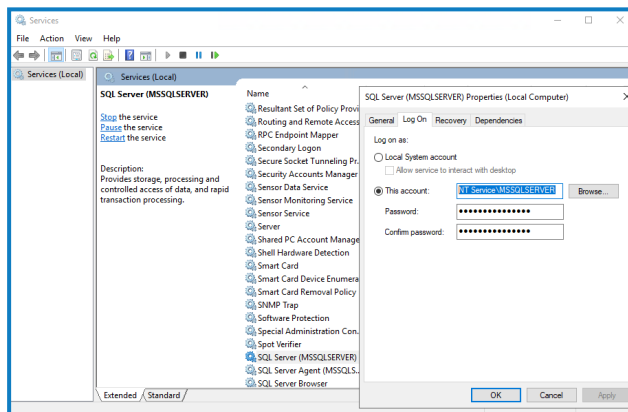 Services
File Action View Help
Services (Local)
Services (Local)
SQL Server (MSSQLSERVER)
Stop the service
Pause the service
Restart the service
Description:
Provides storage, processing and
controlled access of data, and rapid
transaction processing.
Name
Resultant Set of Policy Provi
Routing and Remote Access
RPC Endpoint Mapper
Secondary Logon
Secure Socket Tunneling Pr.
Security Accounts Manager
Sensor Data Service
Sensor Monitoring Service
Sensor Service
Server
Shared PC Account Manage
Shell Hardware Detection
Smart Card
Smart Card Device Enumera
Smart Card Removal Policy
SNMP Trap
Software Protection
Special Administration Con.
Spot Verifier
SQL Server (MSSQLSERVER)
SQL Server Agent (MSSQLS..
SQL Server Browser
Extended Standard
SQL Server (MSSQLSERVER) Properties (Local Computer)
General Log On Recovery Dependencies
Log on as:
Local System account
Allow service to interact with desktop
This account: NT Service\MSSQLSERVER Browse...
Password: •••••••••••••••
Confirm password: •••••••••••••••
OK Cancel Apply